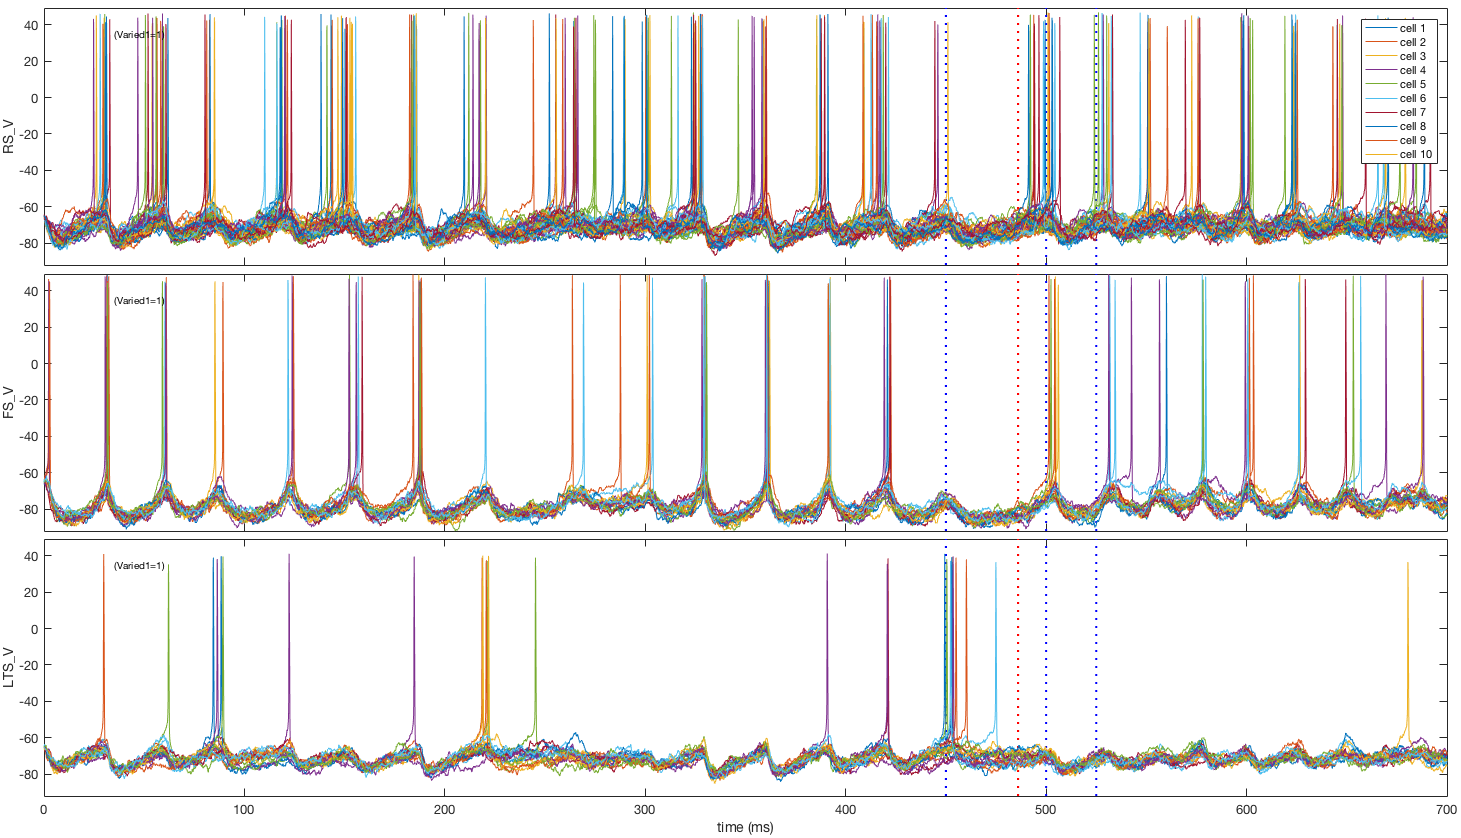 RS_V
40
20
0
-20
-40
-60
-80
(Varied1=1)
cell 1
cell 2
cell 3
cell 4
cell 5
cell 6
cell 7
cell 8
cell 9
cell 10
FS_V
40
20
0
-20
-40
-60
-80
(Varied1=1)
LTS_V
40
20
0
-20
-40
-60
-80
(Varied1=1)
0 100 200 300 400 500 600 700
time (ms)